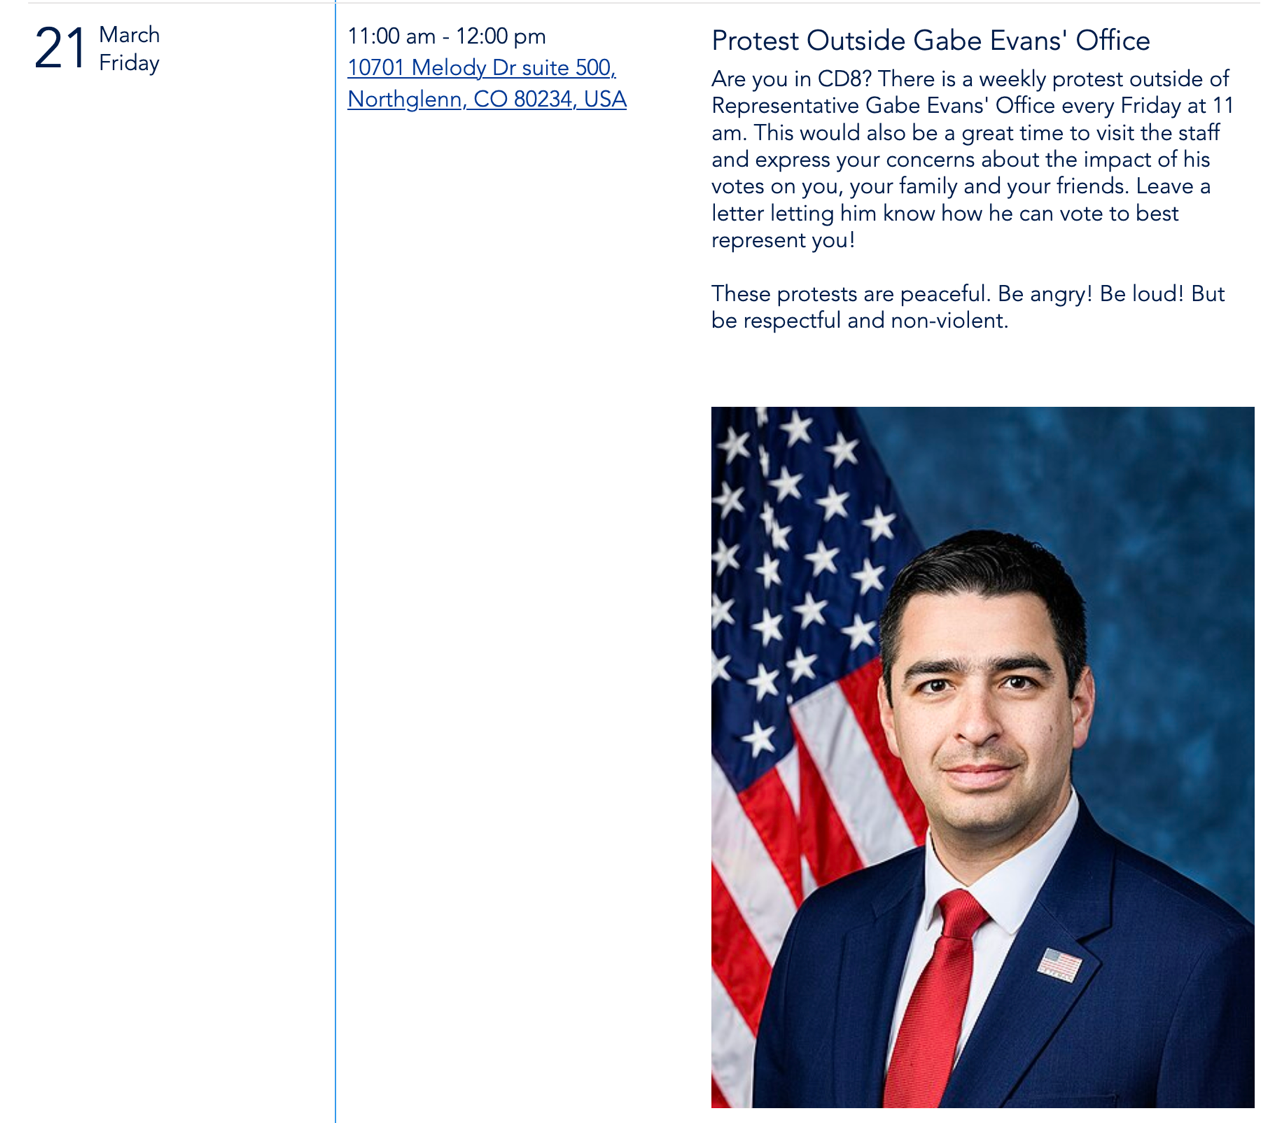 21 March
Friday
11:00 am - 12:00 pm
10701 Melody Dr suite 500,
Northglenn, CO 80234, USA
Protest Outside Gabe Evans' Office
Are you in CD8? There is a weekly protest outside of
Representative Gabe Evans' Office every Friday at 11
am. This would also be a great time to visit the staff
and express your concerns about the impact of his
votes on you, your family and your friends. Leave a
letter letting him know how he can vote to best
represent you!
These protests are peaceful. Be angry! Be loud! But
be respectful and non-violent.